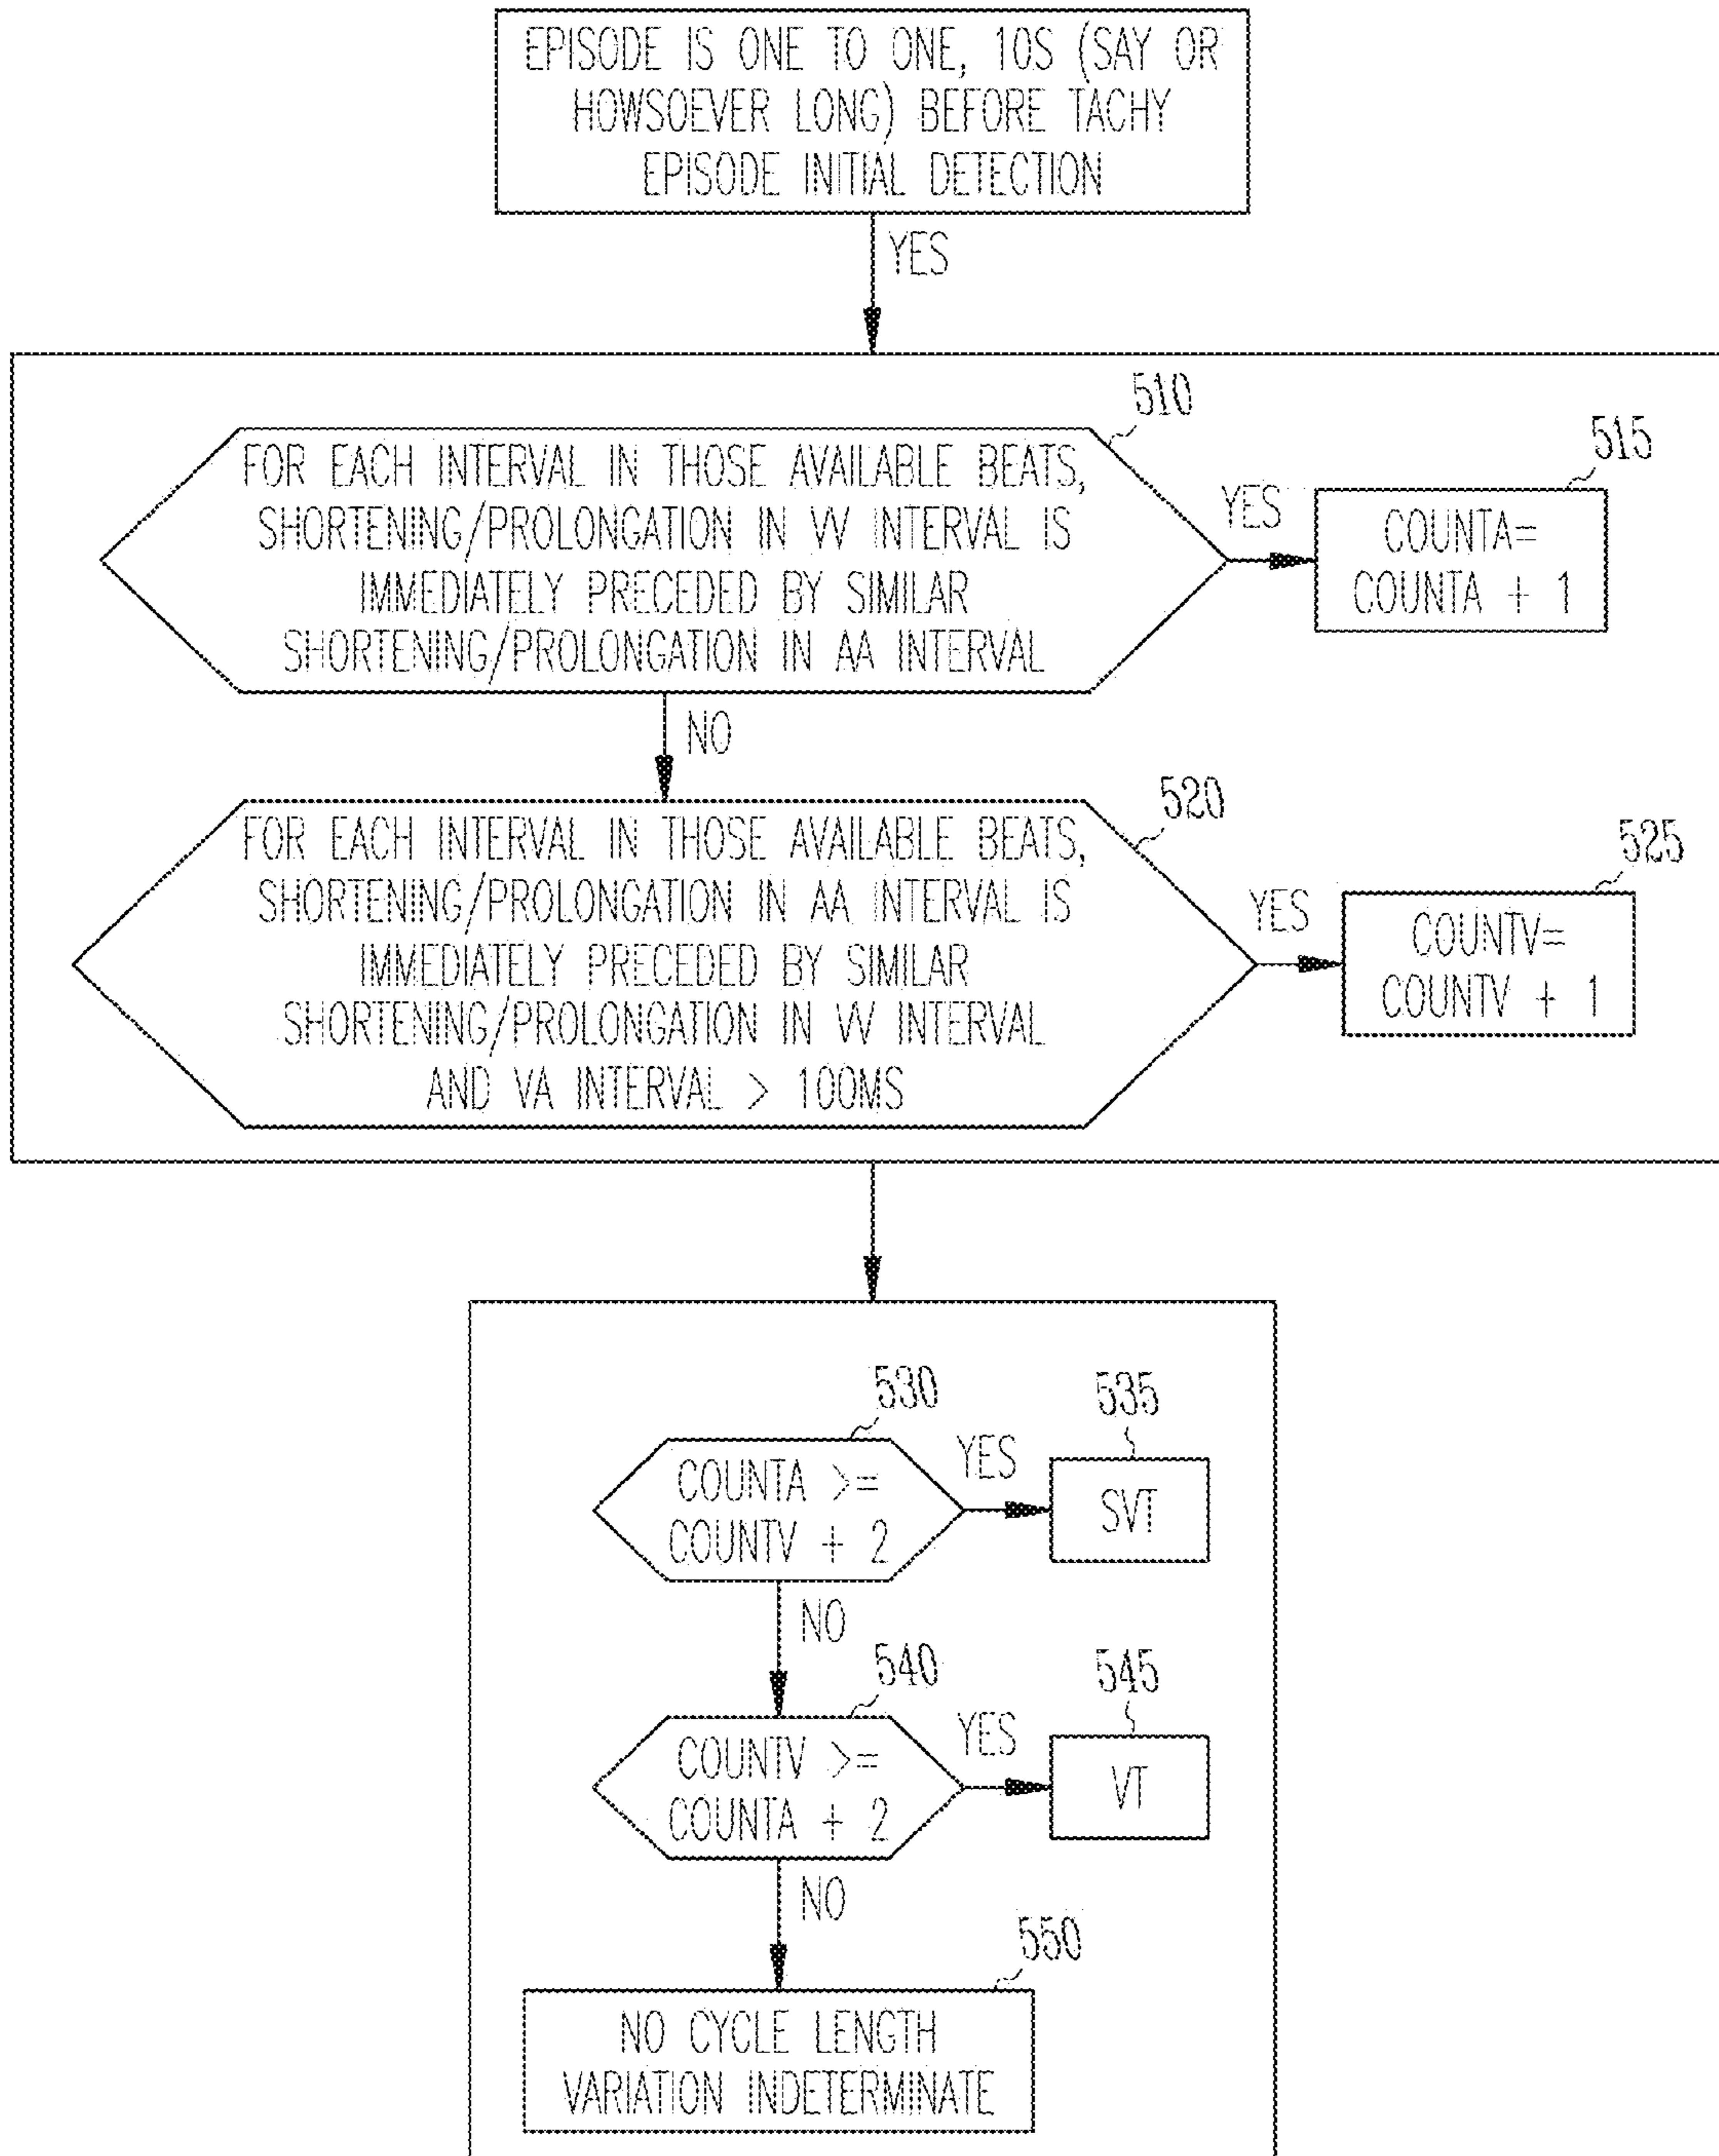 EPISODE IS ONE TO ONE, 10S (SAY OR
HOWSOEVER LONG) BEFORE TACHY
EPISODE INITIAL DETECTION
YES
510
FOR EACH INTERVAL IN THOSE AVAILABLE BEATS,
SHORTENING/PROLONGATION IN VV INTERVAL IS
IMMEDIATELY PRECEDED BY SIMILAR
SHORTENING/PROLONGATION IN AA INTERVAL
YES
515
COUNTA=
COUNTA + 1
NO
520
FOR EACH INTERVAL IN THOSE AVAILABLE BEATS,
SHORTENING/PROLONGATION IN AA INTERVAL IS
IMMEDIATELY PRECEDED BY SIMILAR
SHORTENING/PROLONGATION IN VV INTERVAL
AND VA INTERVAL > 100MS
YES
525
COUNTV=
COUNTV + 1
530
COUNTA >=
COUNTV + 2
YES
535
SVT
NO
540
COUNTV >=
COUNTA + 2
YES
545
VT
NO
550
NO CYCLE LENGTH
VARIATION INDETERMINATE